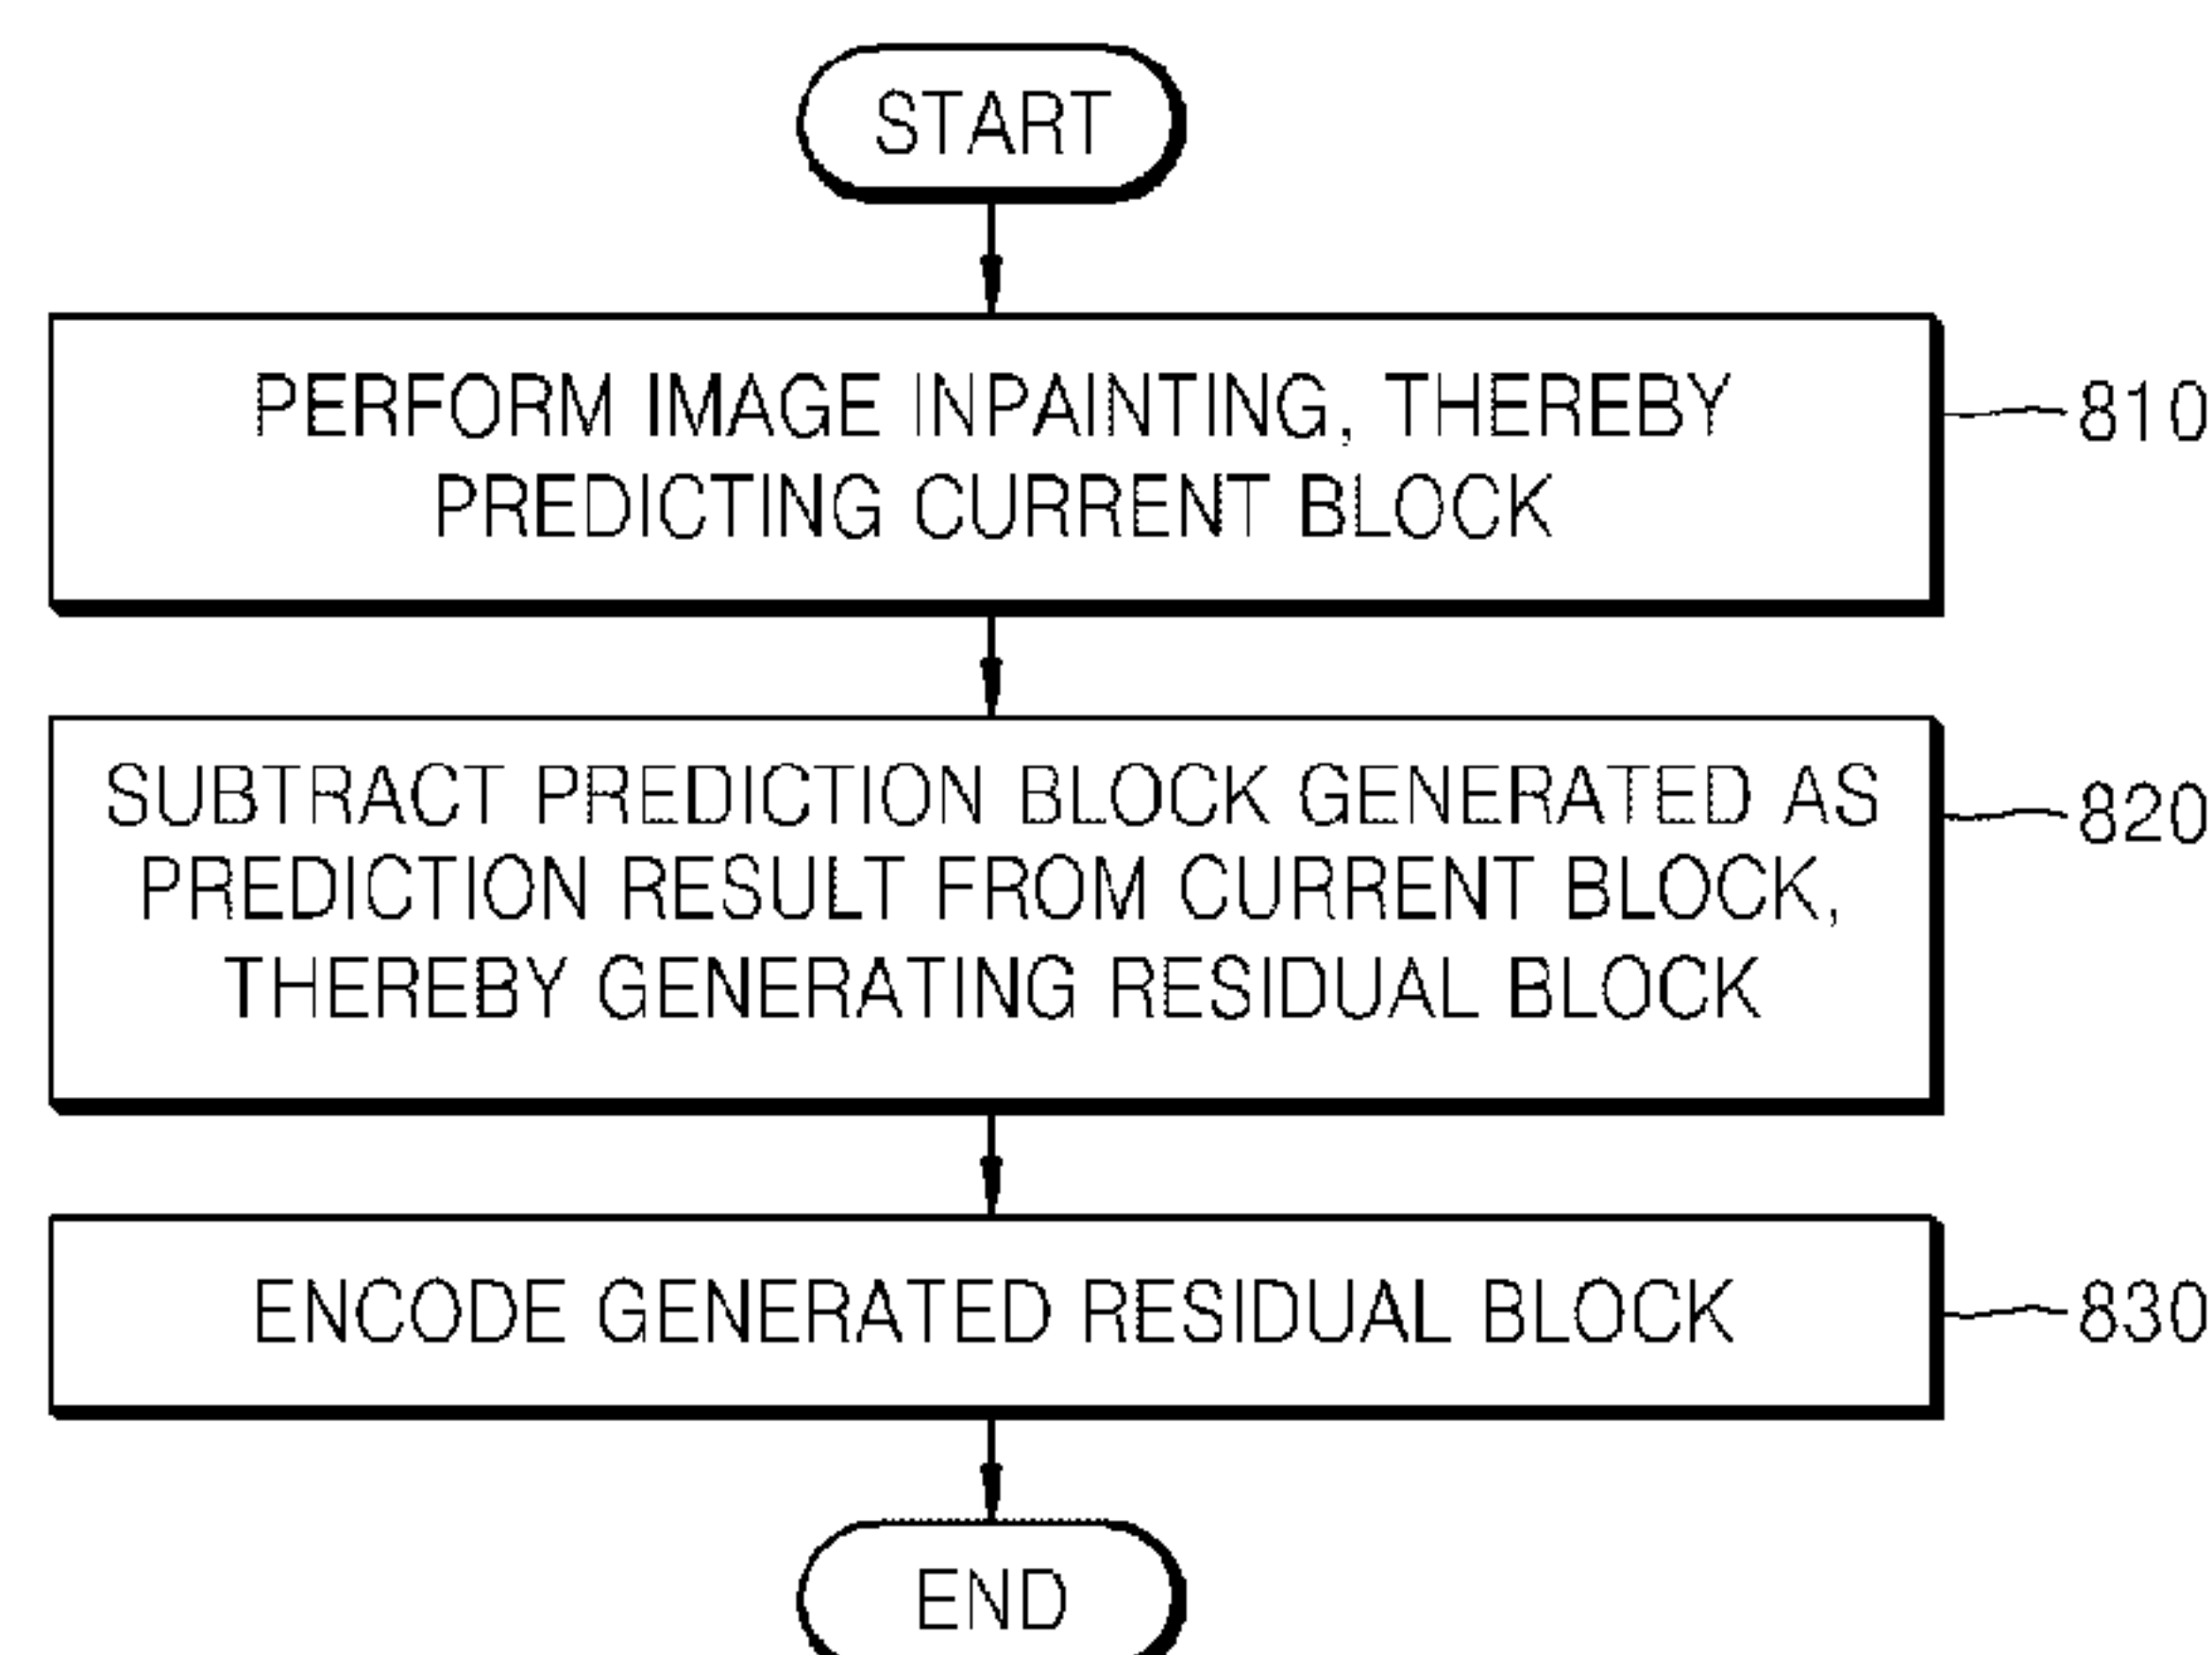 START
PERFORM IMAGE INPAINTING, THEREBY
PREDICTING CURRENT BLOCK
810
SUBTRACT PREDICTION BLOCK GENERATED AS
PREDICTION RESULT FROM CURRENT BLOCK,
THEREBY GENERATING RESIDUAL BLOCK
820
ENCODE GENERATED RESIDUAL BLOCK
830
END